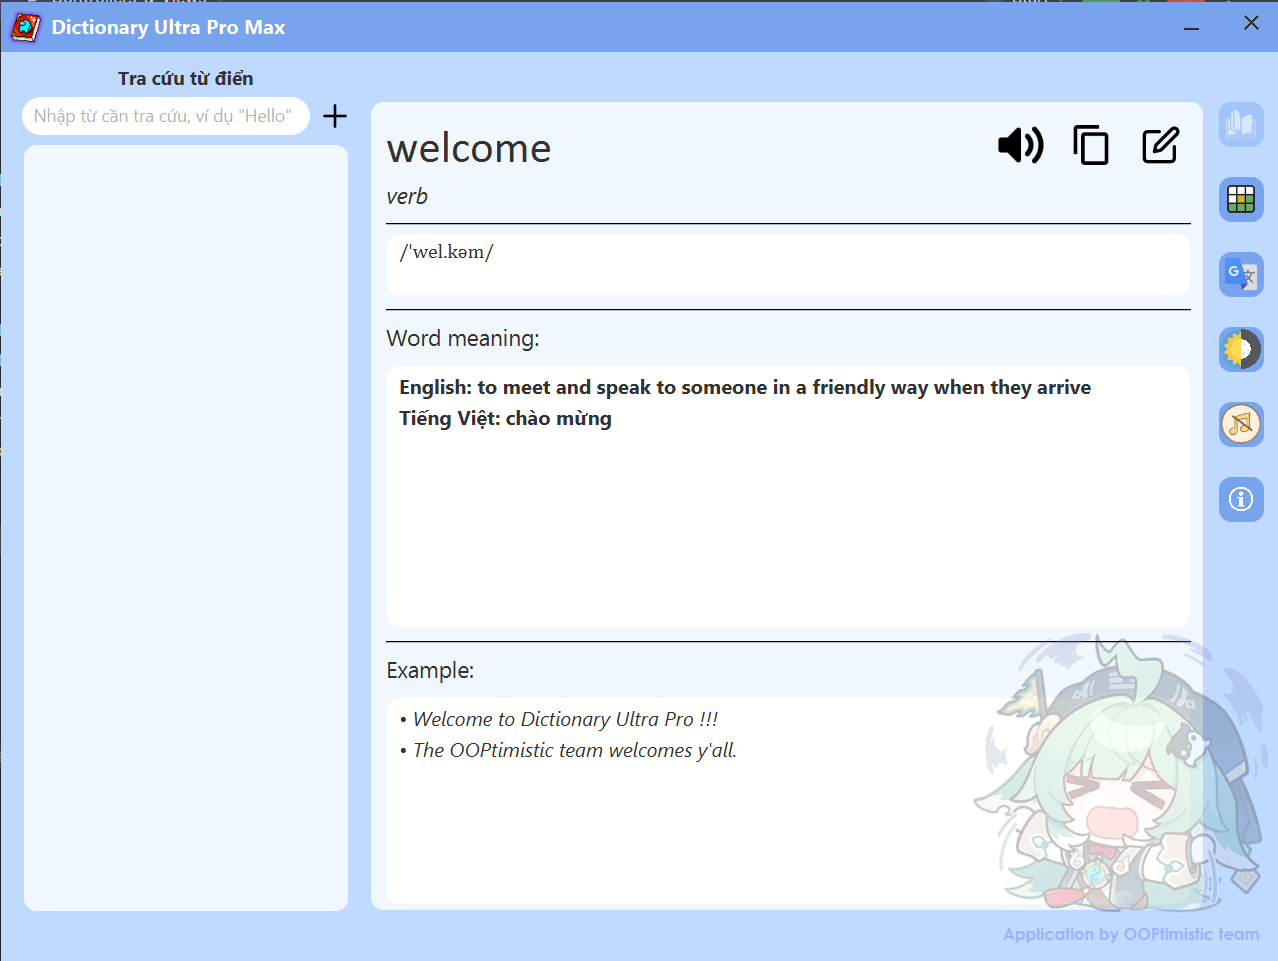 Dictionary Ultra Pro Max
Tra cứu từ điển
Nhập từ cần tra cứu, ví dụ "Hello"
welcome
verb
/ˈwel.kəm/
Word meaning:
English: to meet and speak to someone in a friendly way when they arrive
Tiếng Việt: chào mừng
Example:
• Welcome to Dictionary Ultra Pro !!!
• The OOPtimistic team welcomes y'all.
Application by OOPtimistic team